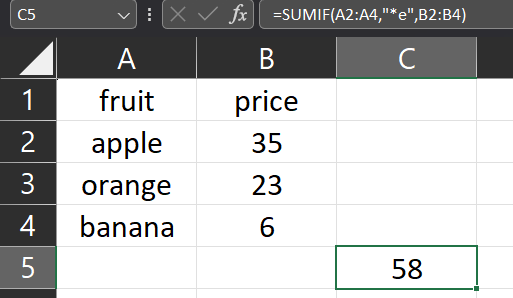 C5 fx =SUMIF(A2:A4,"*e",B2:B4)
A B C
1 fruit price
2 apple 35
3 orange 23
4 banana 6
5 58